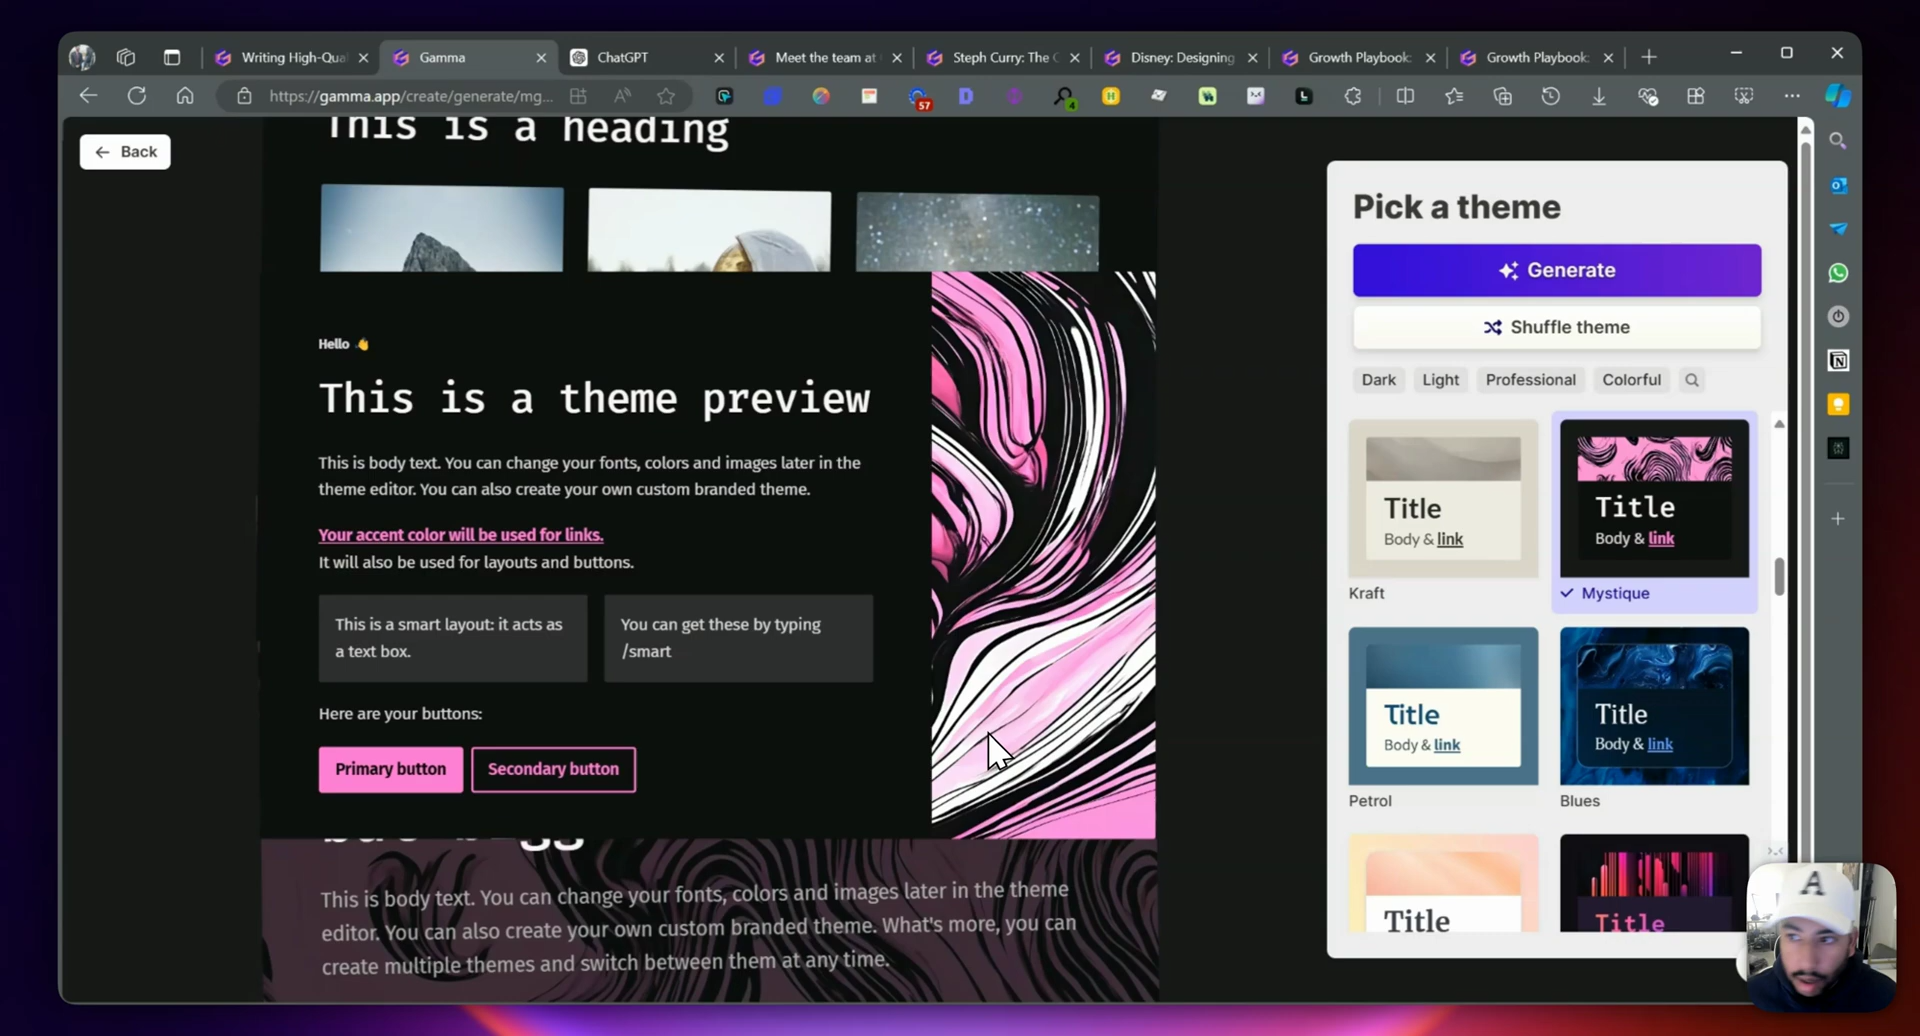 Writing High-Qua
Gamma
ChatGPT
Meet the team at
Steph Curry: The
Disney: Designing
Growth Playbook:
Growth Playbook:
https://gamma.app/create/generate/mg...
57
4
Back
This is a heading
Hello
This is a theme preview
This is body text. You can change your fonts, colors and images later in the
theme editor. You can also create your own custom branded theme.
Your accent color will be used for links.
It will also be used for layouts and buttons.
This is a smart layout: it acts as
a text box.
You can get these by typing
/smart
Here are your buttons:
Primary button
Secondary button
This is body text. You can change your fonts, colors and images later in the theme
editor. You can also create your own custom branded theme. What's more, you can
create multiple themes and switch between them at any time.
Pick a theme
Generate
Shuffle theme
Dark
Light
Professional
Colorful
Title
Body & link
Kraft
Title
Body & link
Mystique
Title
Body & link
Petrol
Title
Body & link
Blues
Title
Title
A